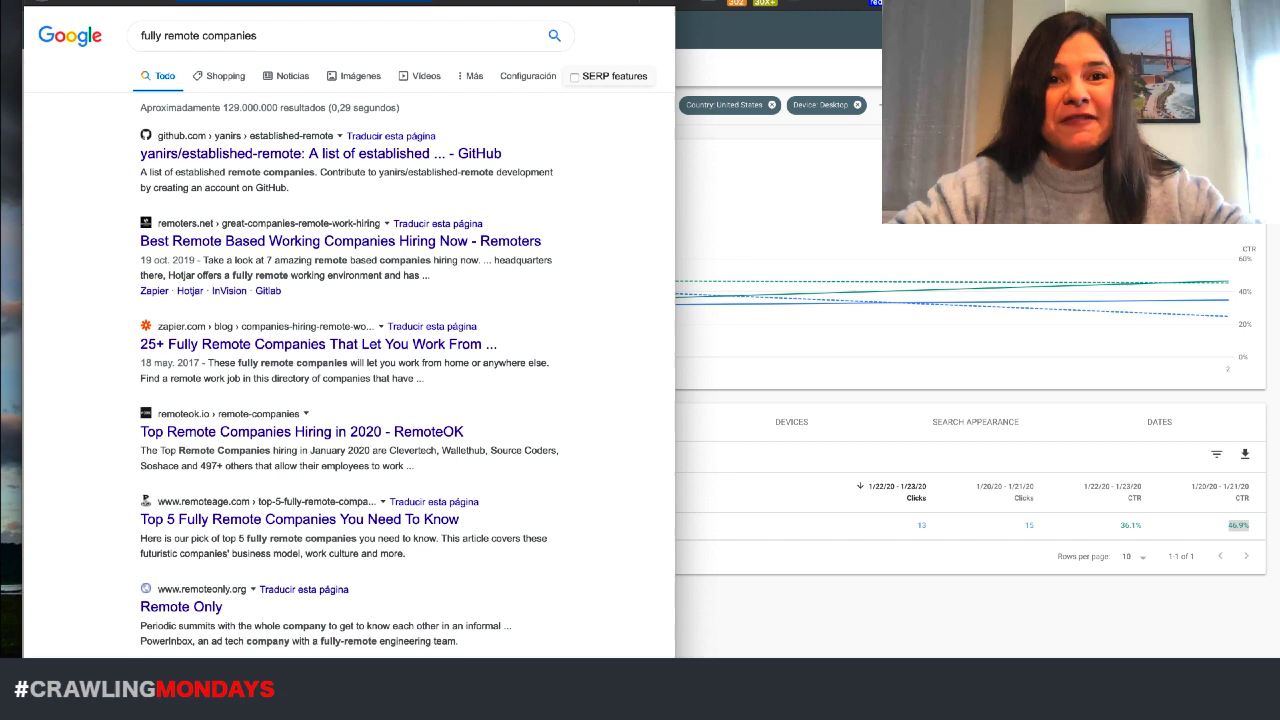 302
30X+
Google
fully remote companies
Todo
Shopping
Noticias
Imágenes
Vídeos
Más
Configuración
SERP features
Aproximadamente 129.000.000 resultados (0,29 segundos)
github.com › yanirs › established-remote
Traducir esta página
yanirs/established-remote: A list of established ... - GitHub
A list of established remote companies. Contribute to yanirs/established-remote development
by creating an account on GitHub.
remoters.net › great-companies-remote-work-hiring
Traducir esta página
Best Remote Based Working Companies Hiring Now - Remoters
19 oct. 2019 - Take a look at 7 amazing remote based companies hiring now. ... headquarters
there, Hotjar offers a fully remote working environment and has ...
Zapier · Hotjar · InVision · Gitlab
zapier.com › blog › companies-hiring-remote-wo...
Traducir esta página
25+ Fully Remote Companies That Let You Work From ...
18 may. 2017 - These fully remote companies will let you work from home or anywhere else.
Find a remote work job in this directory of companies that have ...
remoteok.io › remote-companies
Top Remote Companies Hiring in 2020 - RemoteOK
The Top Remote Companies hiring in January 2020 are Clevertech, Wallethub, Source Coders,
Soshace and 497+ others that allow their employees to work ...
www.remoteage.com › top-5-fully-remote-compa...
Traducir esta página
Top 5 Fully Remote Companies You Need To Know
Here is our pick of top 5 fully remote companies you need to know. This article covers these
futuristic companies' business model, work culture and more.
www.remoteonly.org
Traducir esta página
Remote Only
Periodic summits with the whole company to get to know each other in an informal ...
PowerInbox, an ad tech company with a fully-remote engineering team.
Country: United States
Device: Desktop
CTR
60%
40%
20%
0%
2
DEVICES
SEARCH APPEARANCE
DATES
1/22/20 - 1/23/20
Clicks
1/20/20 - 1/21/20
Clicks
1/22/20 - 1/23/20
CTR
1/20/20 - 1/21/20
CTR
13
15
36.1%
46.9%
Rows per page:
10
1-1 of 1
#CRAWLINGMONDAYS